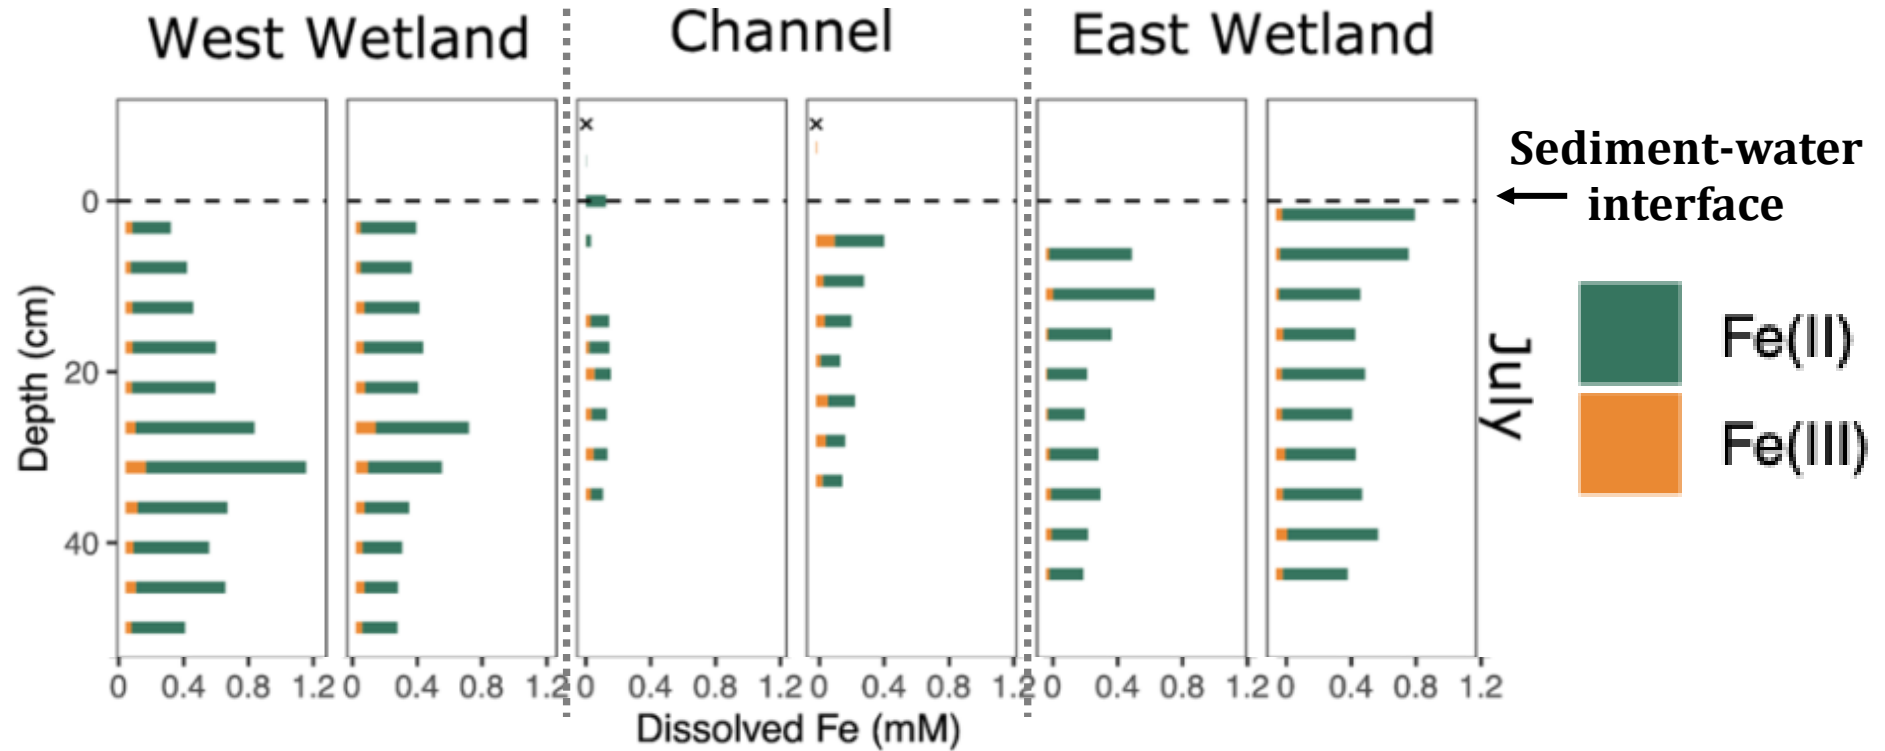 West Wetland
Channel
East Wetland
Sediment-water
interface
0
20
40
Depth (cm)
× ×
July
Fe(II)
Fe(III)
0 0.4 0.8 1.2 0 0.4 0.8 1.2 0 0.4 0.8 1.2 0 0.4 0.8 1.2 0 0.4 0.8 1.2 0 0.4 0.8 1.2
Dissolved Fe (mM)